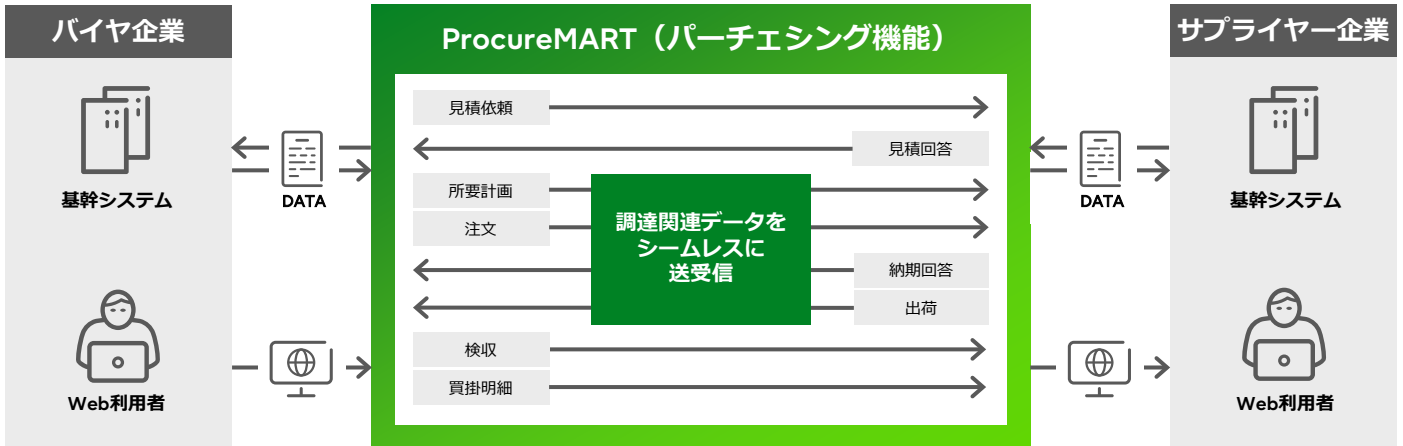 バイヤ企業
基幹システム
Web利用者
DATA
ProcureMART（パーチェシング機能）
見積依頼
見積回答
所要計画
注文
調達関連データを
シームレスに
送受信
納期回答
出荷
検収
買掛明細
DATA
サプライヤー企業
基幹システム
Web利用者